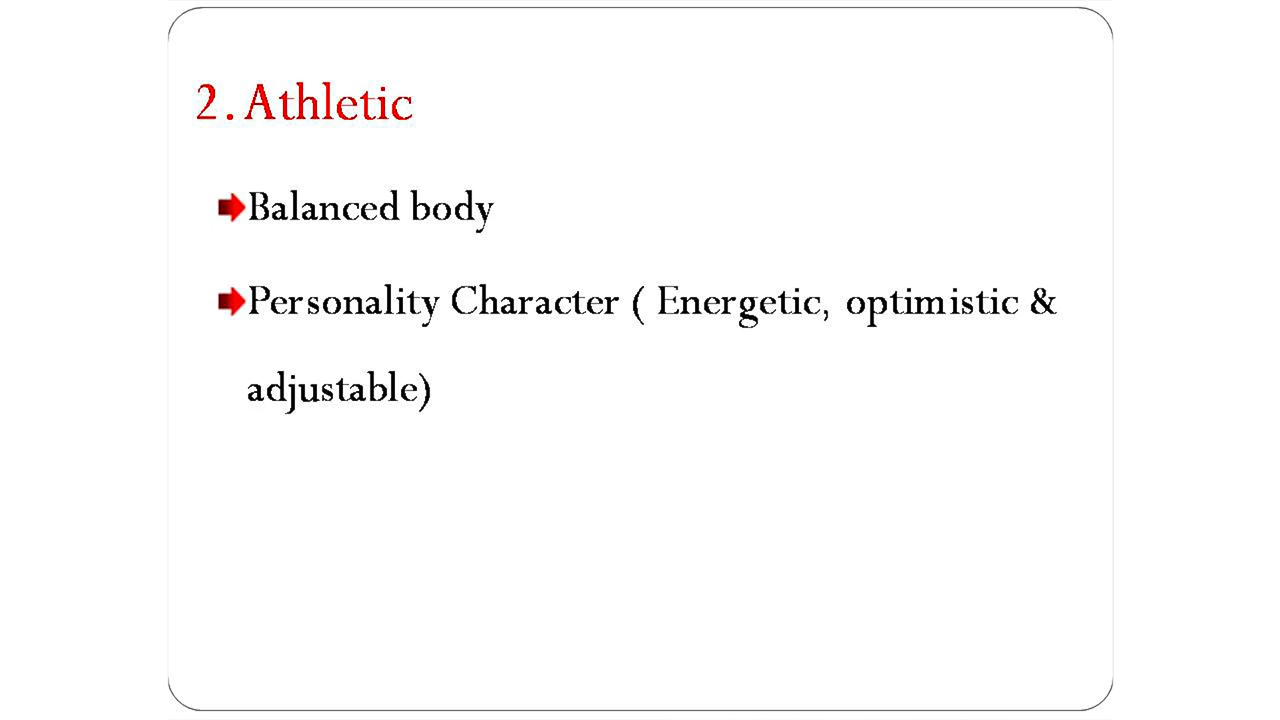 2. Athletic
Balanced body
Personality Character ( Energetic, optimistic &
adjustable)